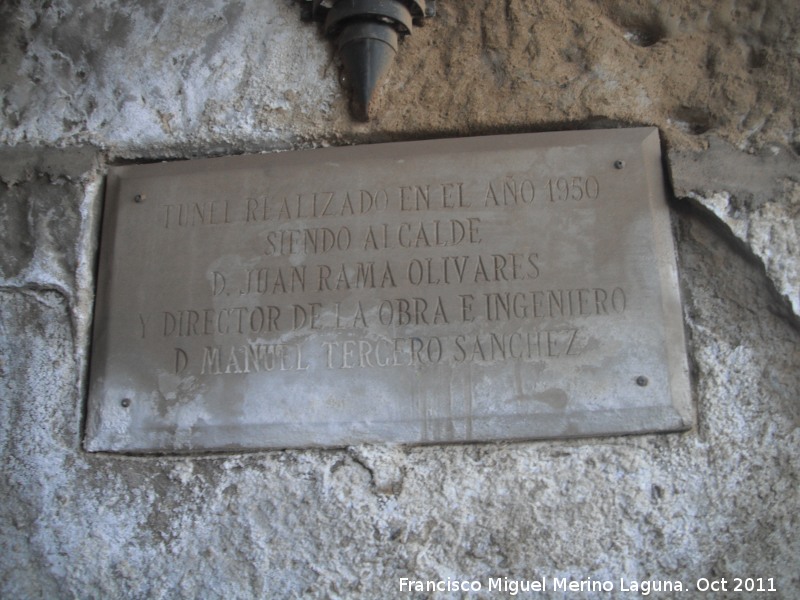 TUNEL REALIZADO EN EL AÑO 1950
SIENDO ALCALDE
D. JUAN RAMA OLIVARES
Y DIRECTOR DE LA OBRA E INGENIERO
D. MANUEL TERCERO SANCHEZ
Francisco Miguel Merino Laguna. Oct 2011